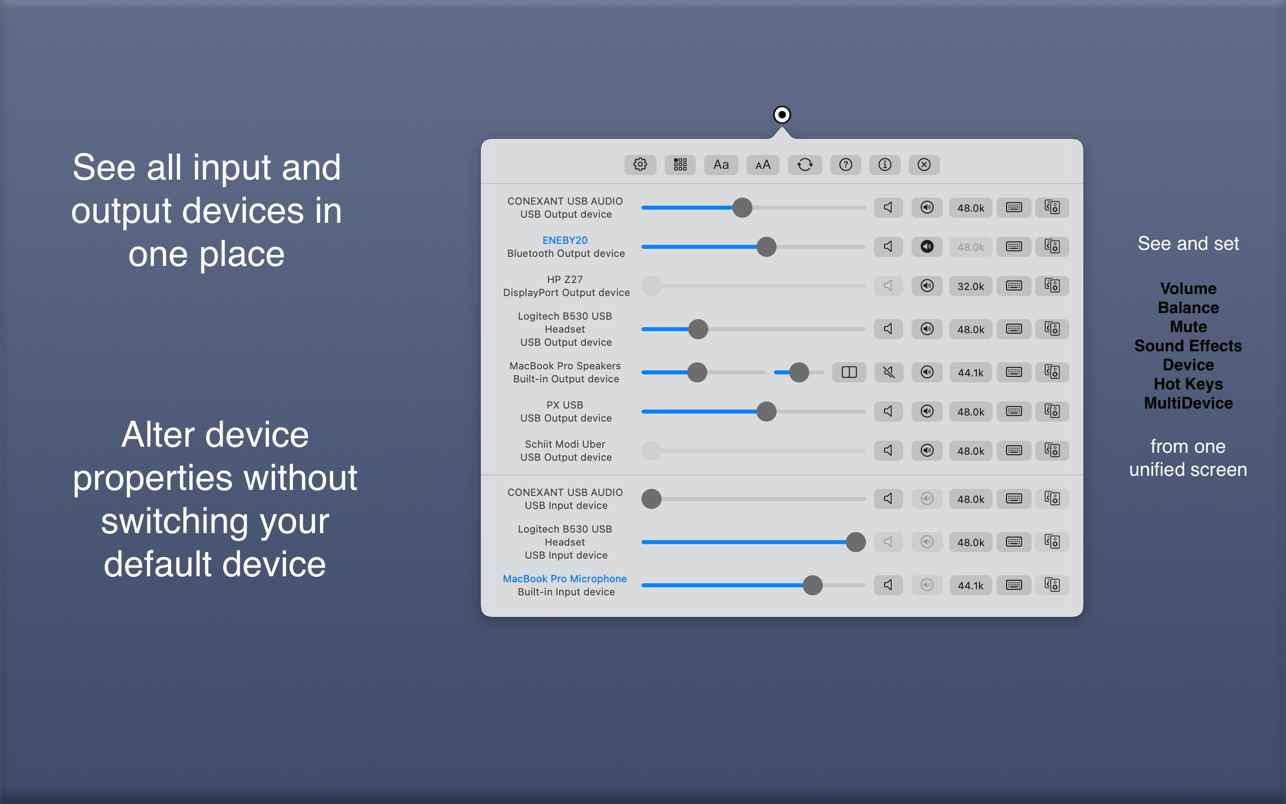 See all input and
output devices in
one place
Alter device
properties without
switching your
default device
Aa
AA
CONEXANT USB AUDIO
USB Output device
48.0k
ENEBY20
Bluetooth Output device
48.0k
HP Z27
DisplayPort Output device
32.0k
Logitech B530 USB
Headset
USB Output device
48.0k
MacBook Pro Speakers
Built-in Output device
44.1k
PX USB
USB Output device
48.0k
Schiit Modi Uber
USB Output device
48.0k
CONEXANT USB AUDIO
USB Input device
48.0k
Logitech B530 USB
Headset
USB Input device
48.0k
MacBook Pro Microphone
Built-in Input device
44.1k
See and set
Volume
Balance
Mute
Sound Effects
Device
Hot Keys
MultiDevice
from one
unified screen